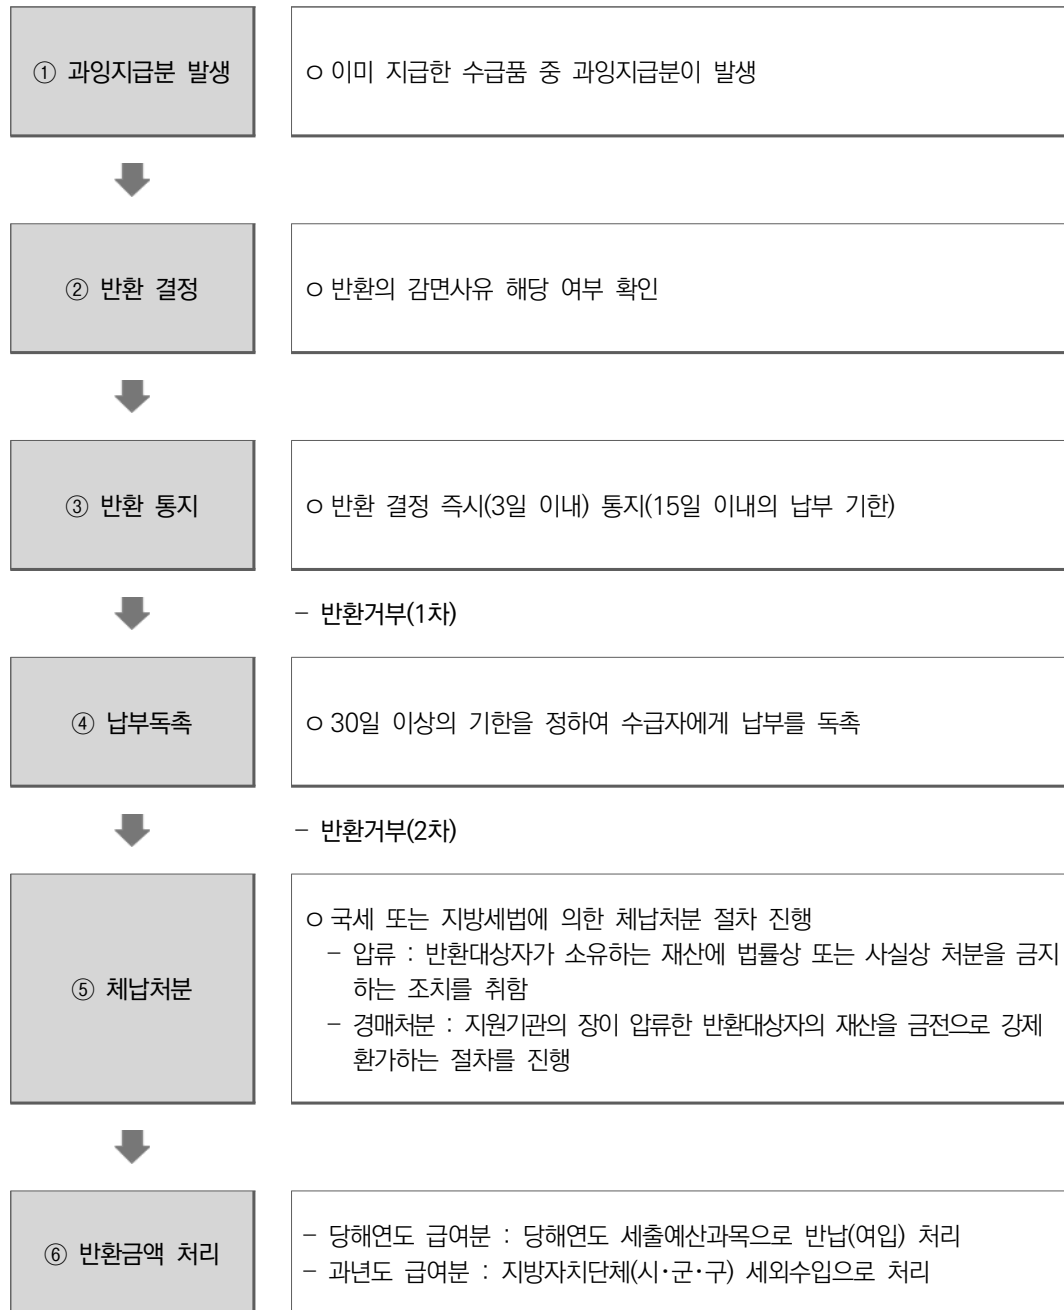 ① 과잉지급분 발생
ㅇ 이미 지급한 수급품 중 과잉지급분이 발생
② 반환 결정
ㅇ 반환의 감면사유 해당 여부 확인
③ 반환 통지
ㅇ 반환 결정 즉시(3일 이내) 통지(15일 이내의 납부 기한)
- 반환거부(1차)
④ 납부독촉
ㅇ 30일 이상의 기한을 정하여 수급자에게 납부를 독촉
- 반환거부(2차)
⑤ 체납처분
ㅇ 국세 또는 지방세법에 의한 체납처분 절차 진행
- 압류 : 반환대상자가 소유하는 재산에 법률상 또는 사실상 처분을 금지
하는 조치를 취함
- 경매처분 : 지원기관의 장이 압류한 반환대상자의 재산을 금전으로 강제
환가하는 절차를 진행
⑥ 반환금액 처리
- 당해연도 급여분 : 당해연도 세출예산과목으로 반납(여입) 처리
- 과년도 급여분 : 지방자치단체(시·군·구) 세외수입으로 처리